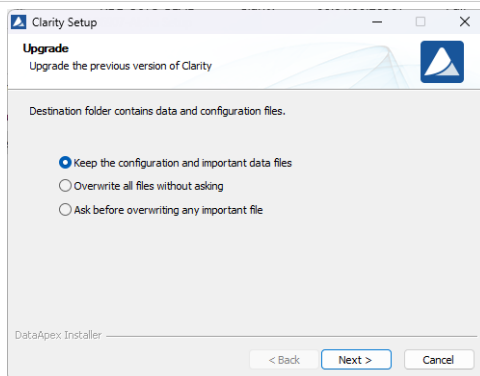 Clarity Setup
Upgrade
Upgrade the previous version of Clarity
Destination folder contains data and configuration files.
Keep the configuration and important data files
Overwrite all files without asking
Ask before overwriting any important file
DataApex Installer
< Back Next > Cancel